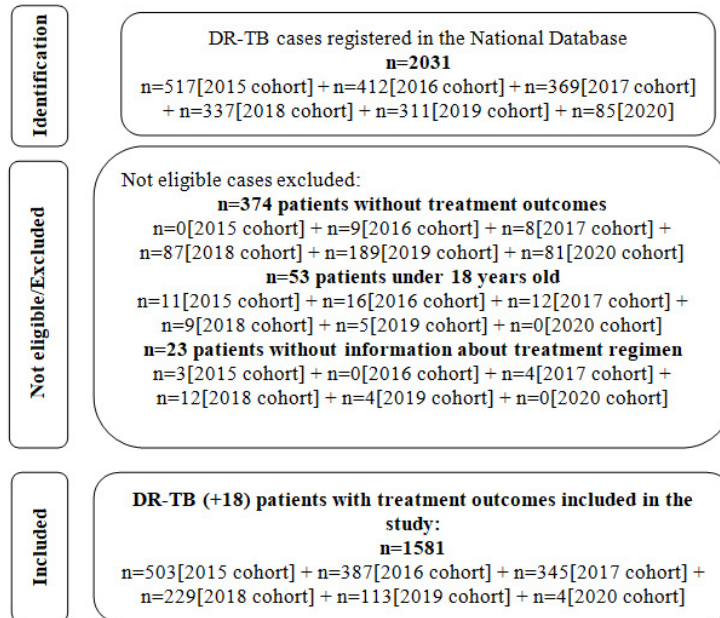 Identification
DR-TB cases registered in the National Database
n=2031
n=517[2015 cohort] + n=412[2016 cohort] + n=369[2017 cohort]
+ n=337[2018 cohort] + n=311[2019 cohort] + n=85[2020]
Not eligible/Excluded
Not eligible cases excluded:
n=374 patients without treatment outcomes
n=0[2015 cohort] + n=9[2016 cohort] + n=8[2017 cohort] +
n=87[2018 cohort] + n=189[2019 cohort] + n=81[2020 cohort]
n=53 patients under 18 years old
n=11[2015 cohort] + n=16[2016 cohort] + n=12[2017 cohort] +
n=9[2018 cohort] + n=5[2019 cohort] + n=0[2020 cohort]
n=23 patients without information about treatment regimen
n=3[2015 cohort] + n=0[2016 cohort] + n=4[2017 cohort] +
n=12[2018 cohort] + n=4[2019 cohort] + n=0[2020 cohort]
Included
DR-TB (+18) patients with treatment outcomes included in the
study:
n=1581
n=503[2015 cohort] + n=387[2016 cohort] + n=345[2017 cohort] +
n=229[2018 cohort] + n=113[2019 cohort] + n=4[2020 cohort]